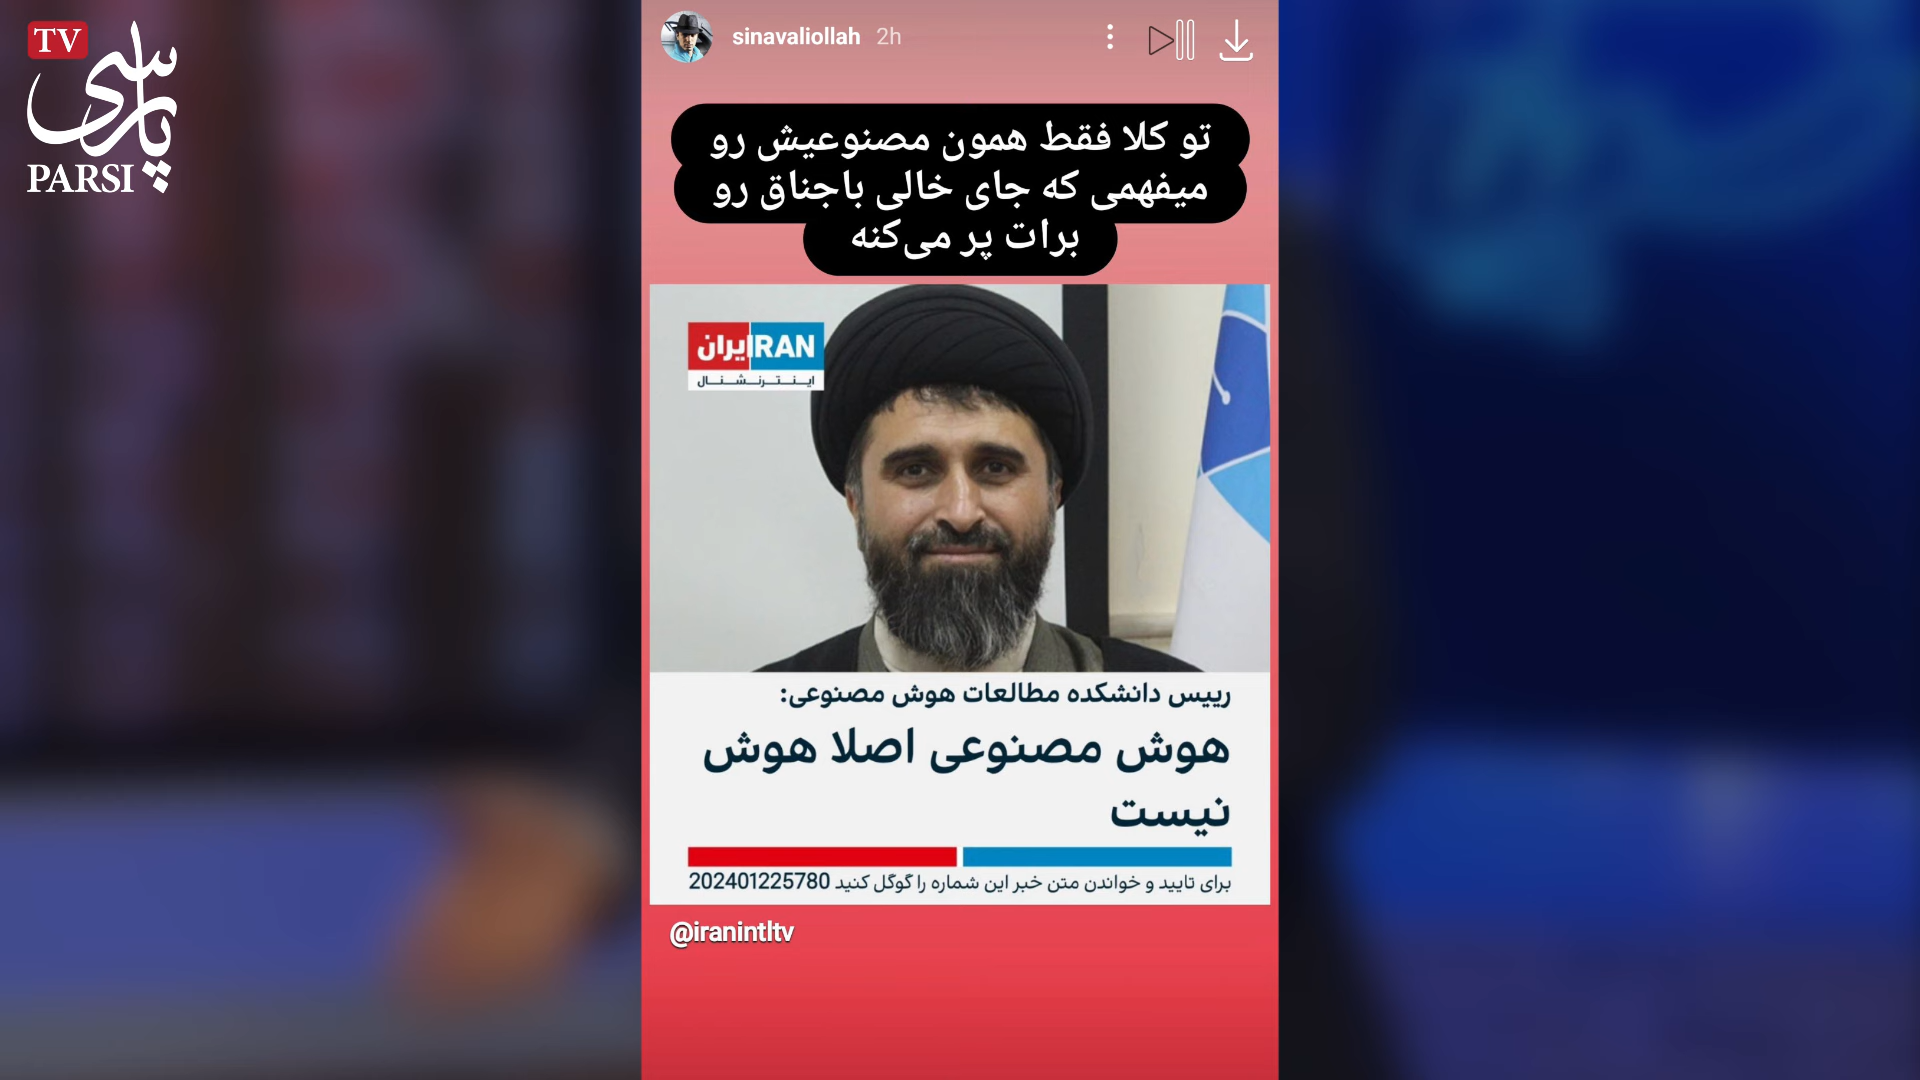 TV
پارسی
PARSI
sinavaliollah 2h
تو کلا فقط همون مصنوعیش رو
میفهمی که جای خالی باجناق رو
برات پر می‌کنه
ایران IRAN
اینترنشنال
رییس دانشکده مطالعات هوش مصنوعی:
هوش مصنوعی اصلا هوش
نیست
برای تایید و خواندن متن خبر این شماره را گوگل کنید 202401225780
@iranintltv